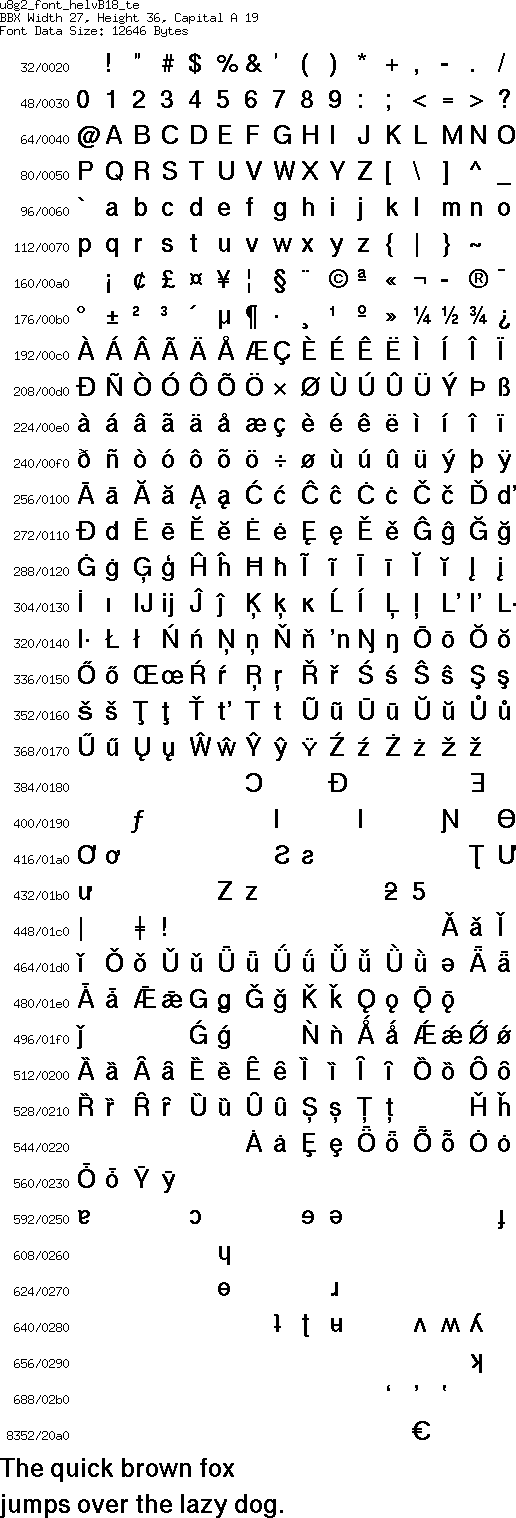 u8g2_font_helvB18_te
BBX Width 27, Height 36, Capital A 19
Font Data Size: 12646 Bytes
32/0020 ! " # $ % & ' ( ) * + , - . /
48/0030 0 1 2 3 4 5 6 7 8 9 : ; < = > ?
64/0040 @ A B C D E F G H I J K L M N O
80/0050 P Q R S T U V W X Y Z [ \ ] ^ _
96/0060 ` a b c d e f g h i j k l m n o
112/0070 p q r s t u v w x y z { | } ~
160/00a0 ¡ ¢ £ ¤ ¥ ¦ § ¨ © ª « ¬ - ® ¯
176/00b0 ° ± ² ³ ´ µ ¶ · ¸ ¹ º » ¼ ½ ¾ ¿
192/00c0 À Á Â Ã Ä Å Æ Ç È É Ê Ë Ì Í Î Ï
208/00d0 Ð Ñ Ò Ó Ô Õ Ö × Ø Ù Ú Û Ü Ý Þ ß
224/00e0 à á â ã ä å æ ç è é ê ë ì í î ï
240/00f0 ð ñ ò ó ô õ ö ÷ ø ù ú û ü ý þ ÿ
256/0100 Ā ā Ă ă Ą ą Ć ć Ĉ ĉ Ċ ċ Č č Ď ď
272/0110 Đ d Ē ē Ĕ ĕ Ė ė Ę ę Ě ě Ĝ ĝ Ğ ğ
288/0120 Ġ ġ Ģ ģ Ĥ ĥ Ħ ħ Ĩ ĩ Ī ī Ĭ ĭ Į į
304/0130 İ ı Ĳ ĳ Ĵ ĵ Ķ ķ ĸ Ĺ ĺ Ļ ļ Ľ ľ Ŀ
320/0140 ŀ Ł ł Ń ń Ņ ņ Ň ň ŉ Ŋ ŋ Ō ō Ŏ ŏ
336/0150 Ő ő Œ œ Ŕ ŕ Ŗ ŗ Ř ř Ś ś Ŝ ŝ Ş ş
352/0160 š š Ţ ţ Ť ť T t Ũ ũ Ū ū Ŭ ŭ Ů ů
368/0170 Ű ű Ų ų Ŵ ŵ Ŷ ŷ Ÿ Ź ź Ż ż ž ž
384/0180 Ɔ Đ Ǝ
400/0190 ƒ I I Ɲ Ɵ
416/01a0 Ơ ơ Ƨ ƨ Ʈ Ư
432/01b0 ư Z z ƻ 5
448/01c0 | ǂ ! Ǎ ǎ Ǐ
464/01d0 ǐ Ǒ ǒ Ǔ ǔ Ǖ ǖ Ǘ ǘ Ǚ ǚ Ǜ ǜ ǝ Ǟ ǟ
480/01e0 Ǡ ǡ Ǣ ǣ G g Ǧ ǧ Ǩ ǩ Ǫ ǫ Ǭ ǭ
496/01f0 ǰ Ǵ ǵ Ǹ ǹ Ǻ ǻ Ǽ ǽ Ǿ ǿ
512/0200 Ȁ ȁ Ȃ ȃ Ȅ ȅ Ȇ ȇ Ȉ ȉ Ȋ ȋ Ȍ ȍ Ȏ ȏ
528/0210 Ȑ ȑ Ȓ ȓ Ȕ ȕ Ȗ ȗ Ș ș Ț ț Ȟ ȟ
544/0220 Ȧ ȧ Ȩ ȩ Ȫ ȫ Ȭ ȭ Ȯ ȯ
560/0230 Ȱ ȱ Ȳ ȳ
592/0250 ɐ ɔ ɘ ə ɟ
608/0260 ɥ
624/0270 ɵ ɹ
640/0280 ʇ ʈ ʉ ʌ ʍ ʎ
656/0290 ʞ
688/02b0 ʻ ʼ ʽ
8352/20a0 €
The quick brown fox
jumps over the lazy dog.